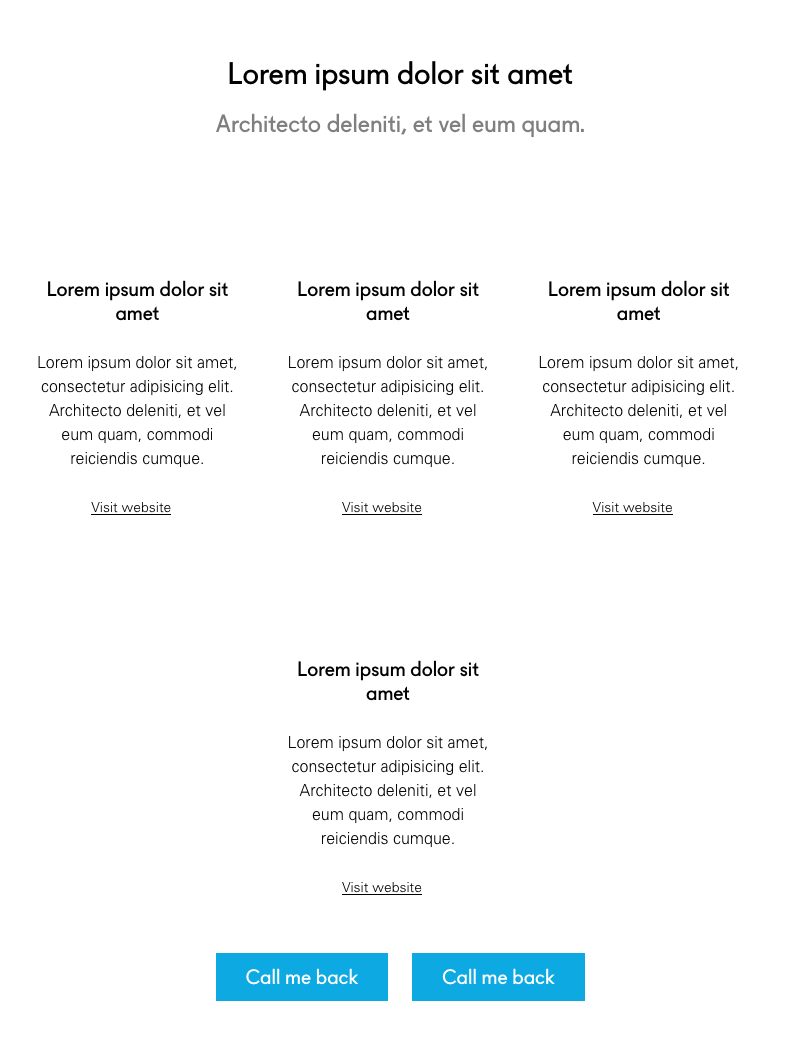 Lorem ipsum dolor sit amet
Architecto deleniti, et vel eum quam.
Lorem ipsum dolor sit
amet
Lorem ipsum dolor sit amet,
consectetur adipisicing elit.
Architecto deleniti, et vel
eum quam, commodi
reiciendis cumque.
Visit website
Lorem ipsum dolor sit
amet
Lorem ipsum dolor sit amet,
consectetur adipisicing elit.
Architecto deleniti, et vel
eum quam, commodi
reiciendis cumque.
Visit website
Lorem ipsum dolor sit
amet
Lorem ipsum dolor sit amet,
consectetur adipisicing elit.
Architecto deleniti, et vel
eum quam, commodi
reiciendis cumque.
Visit website
Lorem ipsum dolor sit
amet
Lorem ipsum dolor sit amet,
consectetur adipisicing elit.
Architecto deleniti, et vel
eum quam, commodi
reiciendis cumque.
Visit website
Call me back
Call me back